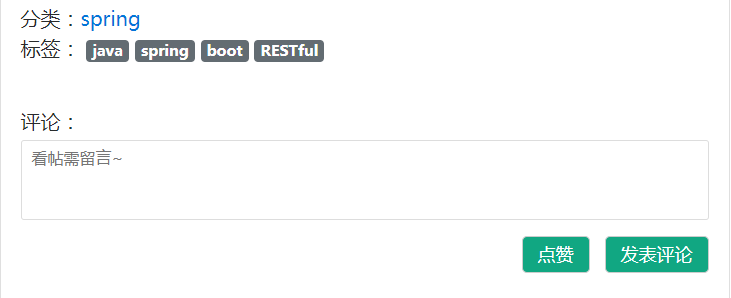 分类：spring
标签： java spring boot RESTful
评论：
看帖需留言~
点赞 发表评论